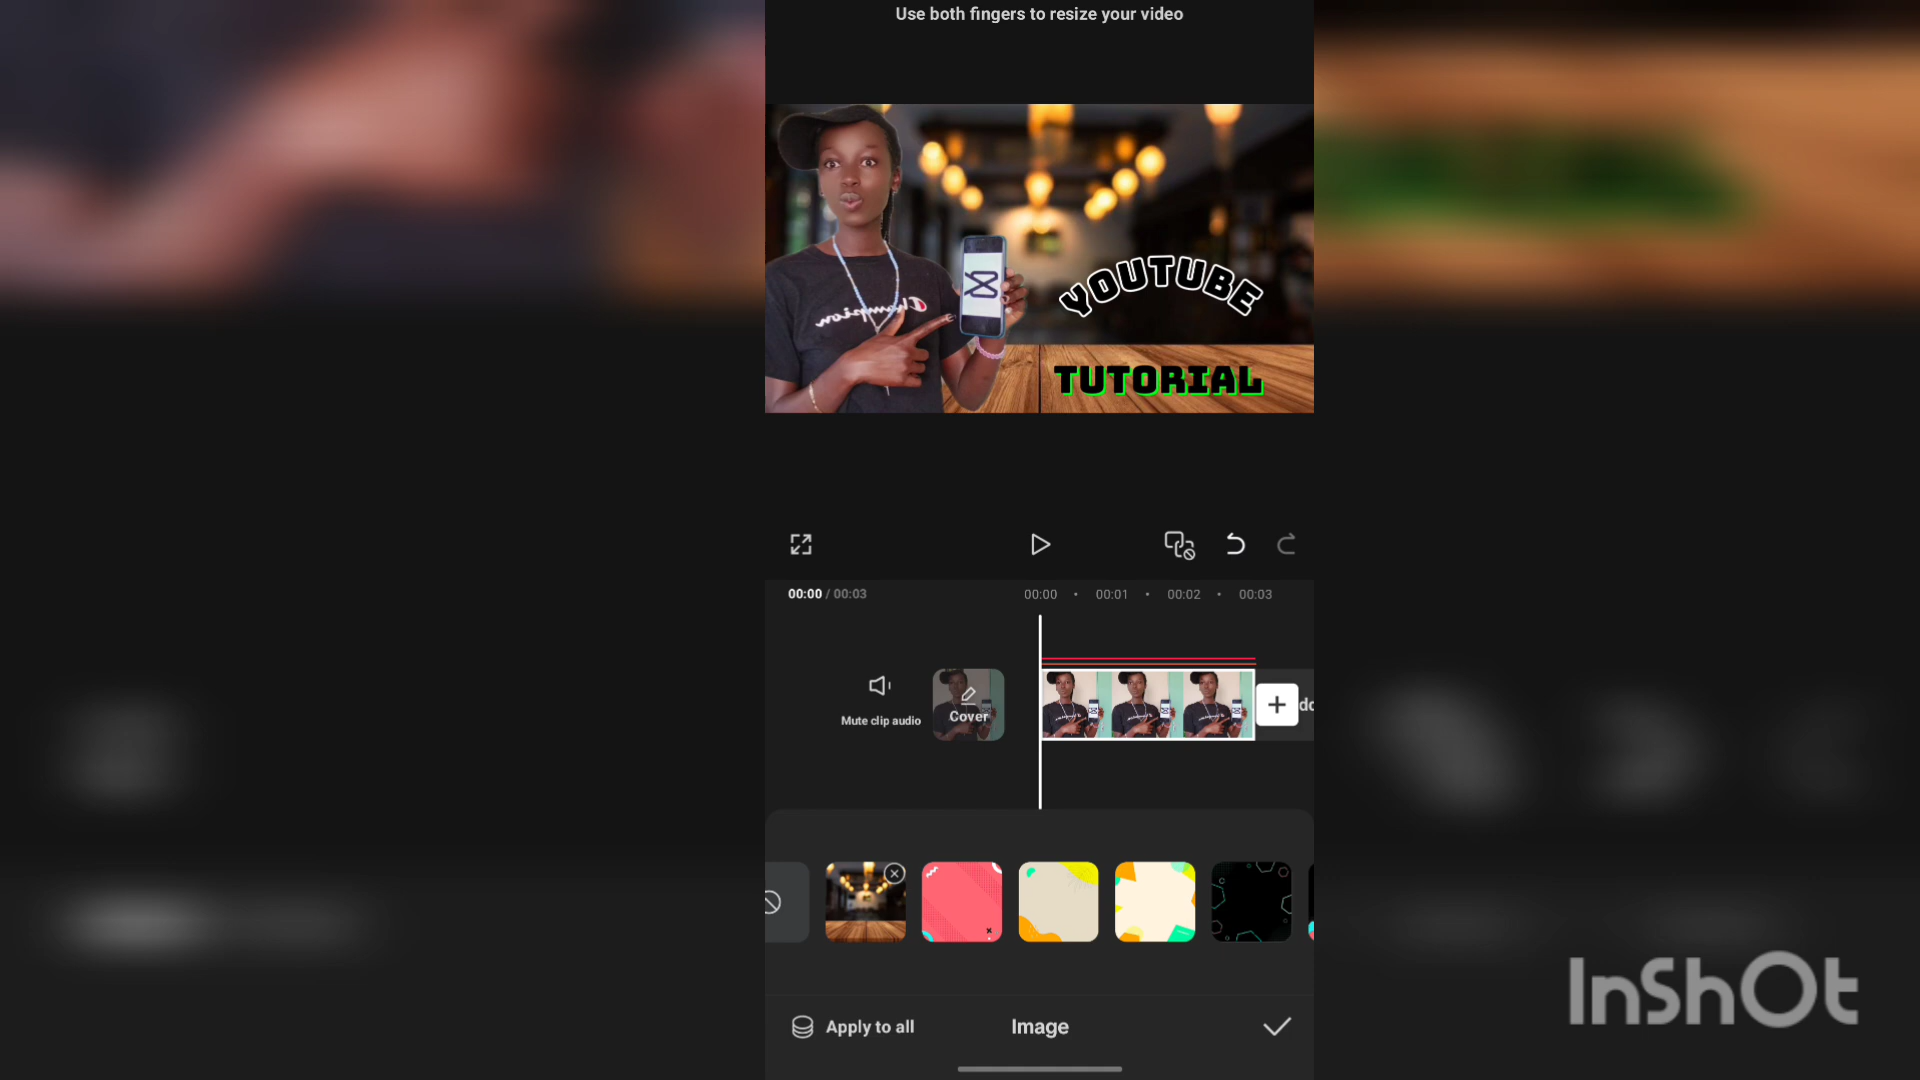 Use both fingers to resize your video
Champion
YOUTUBE
TUTORIAL
00:00 / 00:03
00:00 • 00:01 • 00:02 • 00:03
Mute clip audio
Cover
Apply to all
Image
InShOt